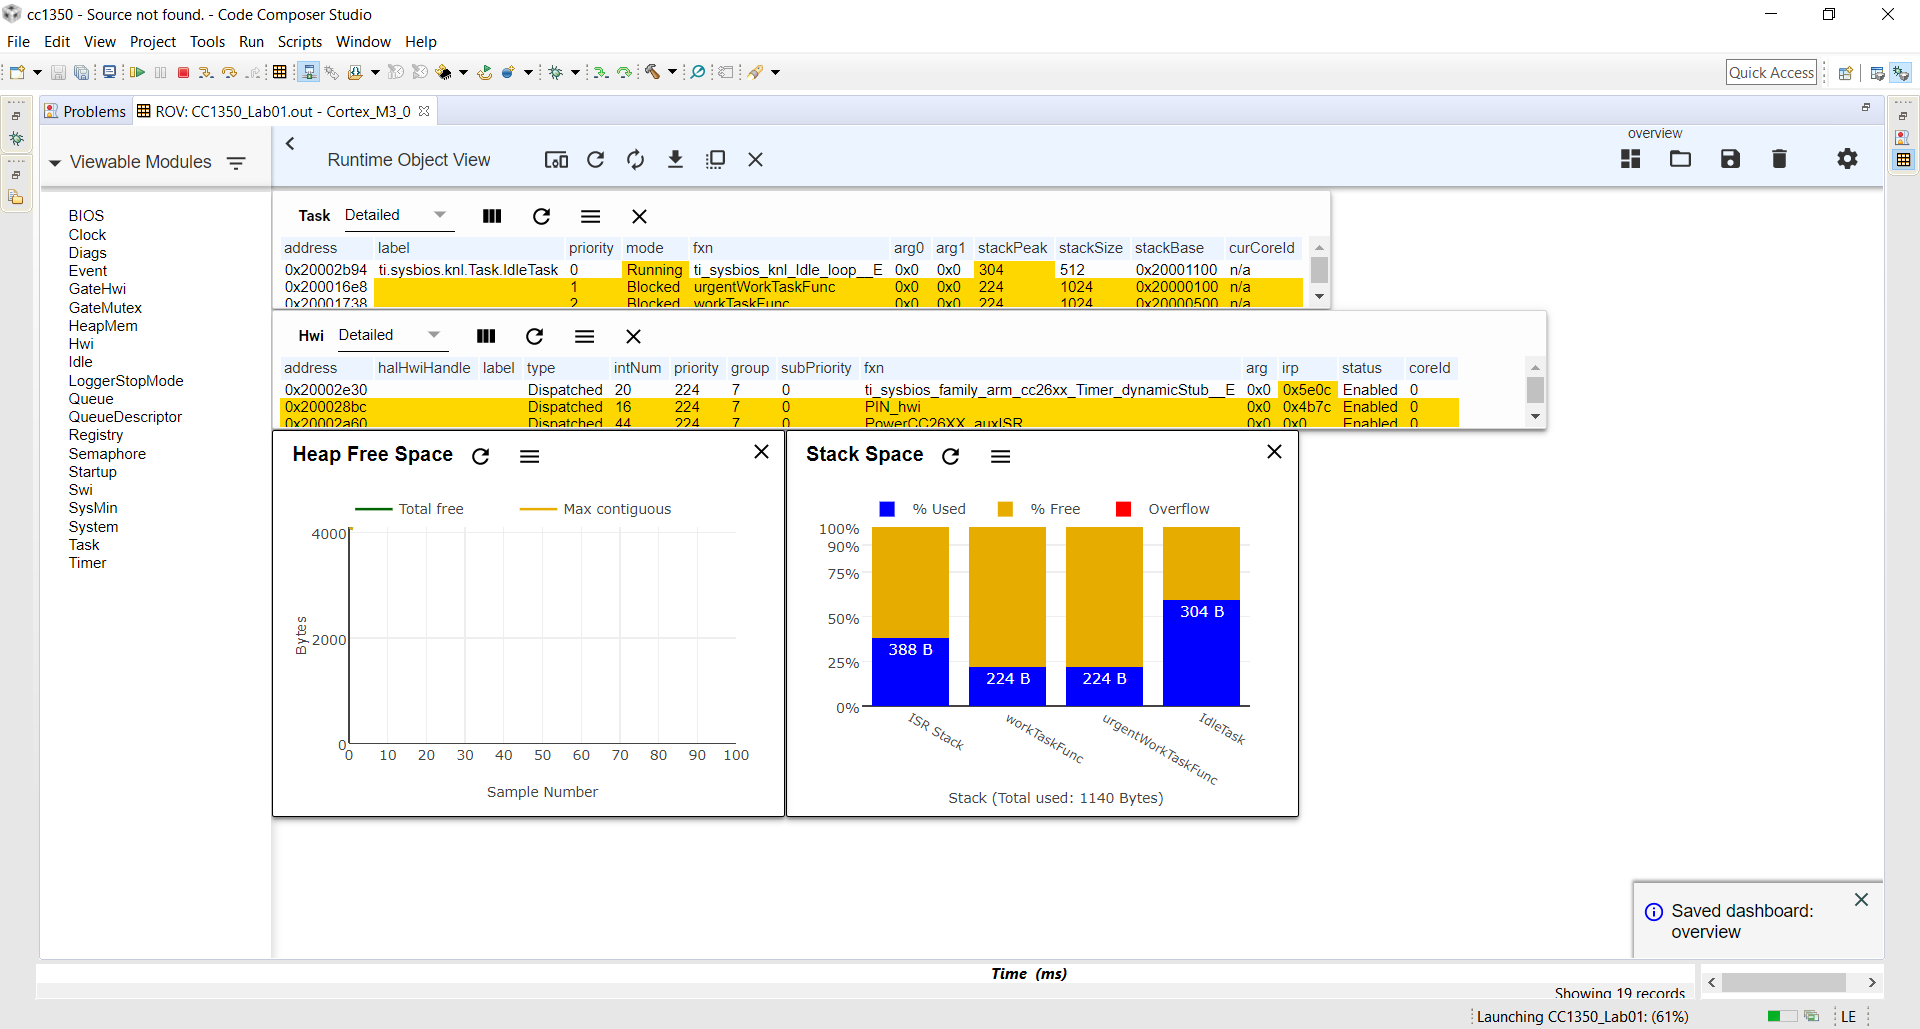 cc1350 - Source not found. - Code Composer Studio
File Edit View Project Tools Run Scripts Window Help
Quick Access
Problems ROV: CC1350_Lab01.out - Cortex_M3_0
Viewable Modules
BIOS
Clock
Diags
Event
GateHwi
GateMutex
HeapMem
Hwi
Idle
LoggerStopMode
Queue
QueueDescriptor
Registry
Semaphore
Startup
Swi
SysMin
System
Task
Timer
Runtime Object View
overview
Task Detailed
address label priority mode fxn arg0 arg1 stackPeak stackSize stackBase curCoreId
0x20002b94 ti.sysbios.knl.Task.IdleTask 0 Running ti_sysbios_knl_Idle_loop__E 0x0 0x0 304 512 0x20001100 n/a
0x200016e8 1 Blocked urgentWorkTaskFunc 0x0 0x0 224 1024 0x20000100 n/a
0x20001738 2 Blocked workTaskFunc 0x0 0x0 224 1024 0x20000500 n/a
Hwi Detailed
address halHwiHandle label type intNum priority group subPriority fxn arg irp status coreId
0x20002e30 Dispatched 20 224 7 0 ti_sysbios_family_arm_cc26xx_Timer_dynamicStub__E 0x0 0x5e0c Enabled 0
0x200028bc Dispatched 16 224 7 0 PIN_hwi 0x0 0x4b7c Enabled 0
0x20002a60 Dispatched 44 224 7 0 PowerCC26XX_auxISR 0x0 0x0 Enabled 0
Heap Free Space
Total free Max contiguous
4000
2000
0
Bytes
0 10 20 30 40 50 60 70 80 90 100
Sample Number
Stack Space
% Used % Free Overflow
100%
90%
75%
50%
25%
0%
388 B
224 B
224 B
304 B
ISR Stack
workTaskFunc
urgentWorkTaskFunc
IdleTask
Stack (Total used: 1140 Bytes)
Saved dashboard:
overview
Time (ms)
Showing 19 records
Launching CC1350_Lab01: (61%)
LE